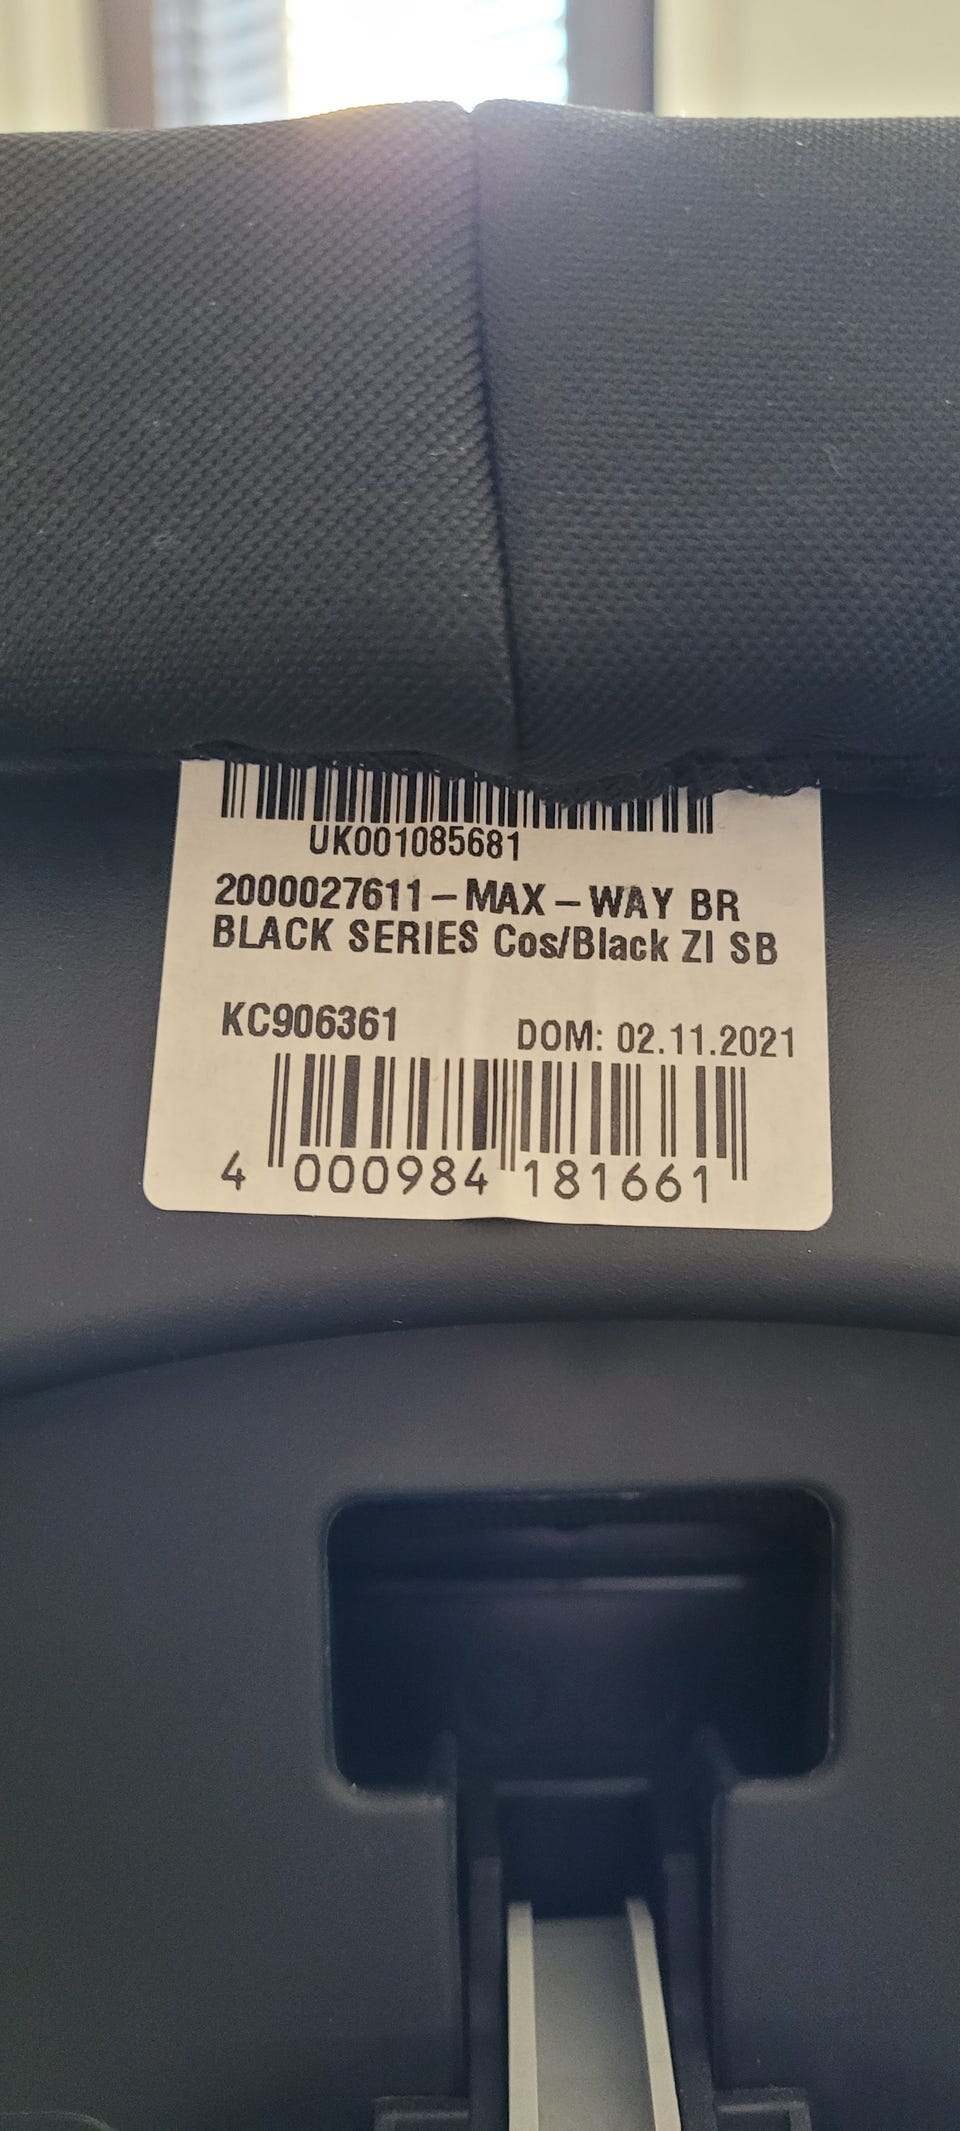 UK001085681
2000027611-MAX-WAY BR
BLACK SERIES Cos/Black ZI SB
KC906361 DOM: 02.11.2021
4 000984 181661